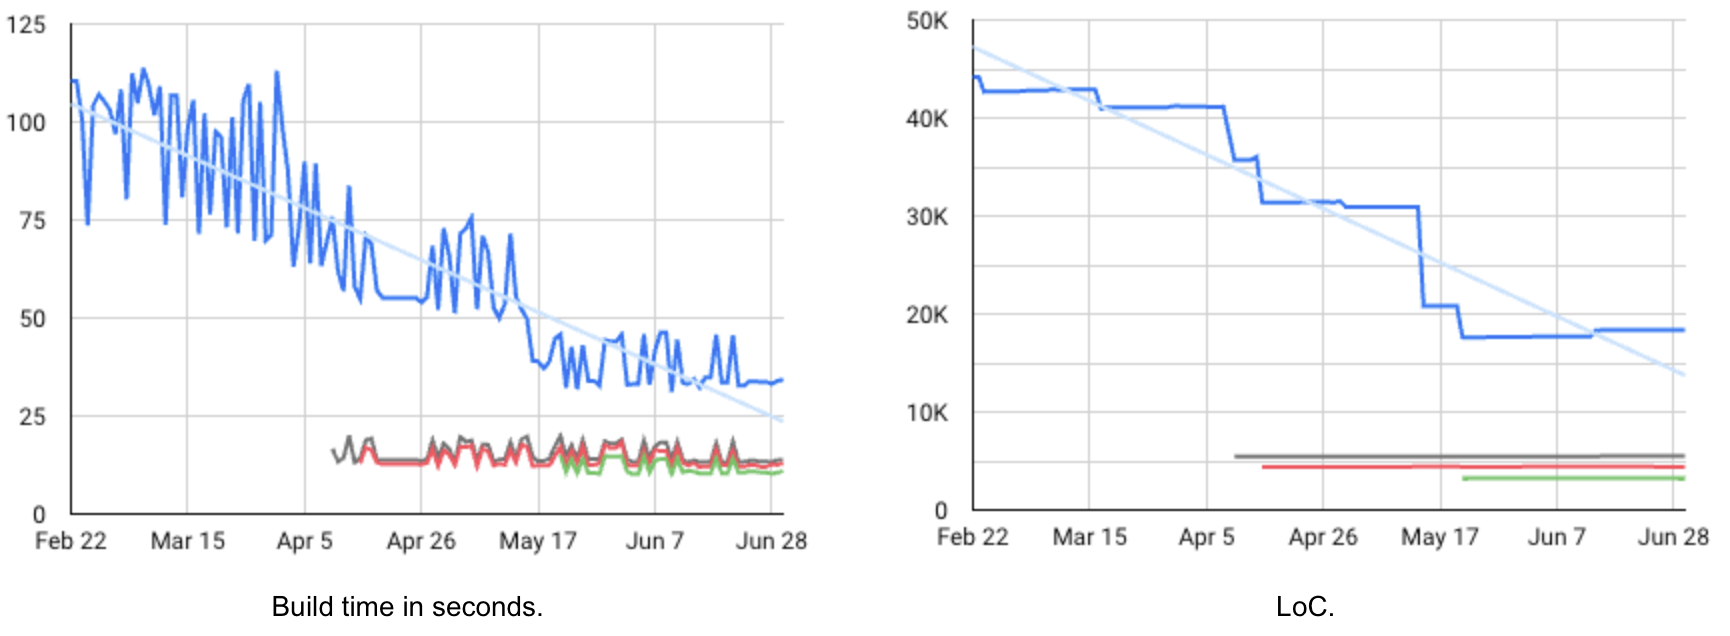 125
100
75
50
25
0
Feb 22 Mar 15 Apr 5 Apr 26 May 17 Jun 7 Jun 28
Build time in seconds.
50K
40K
30K
20K
10K
0
Feb 22 Mar 15 Apr 5 Apr 26 May 17 Jun 7 Jun 28
LoC.